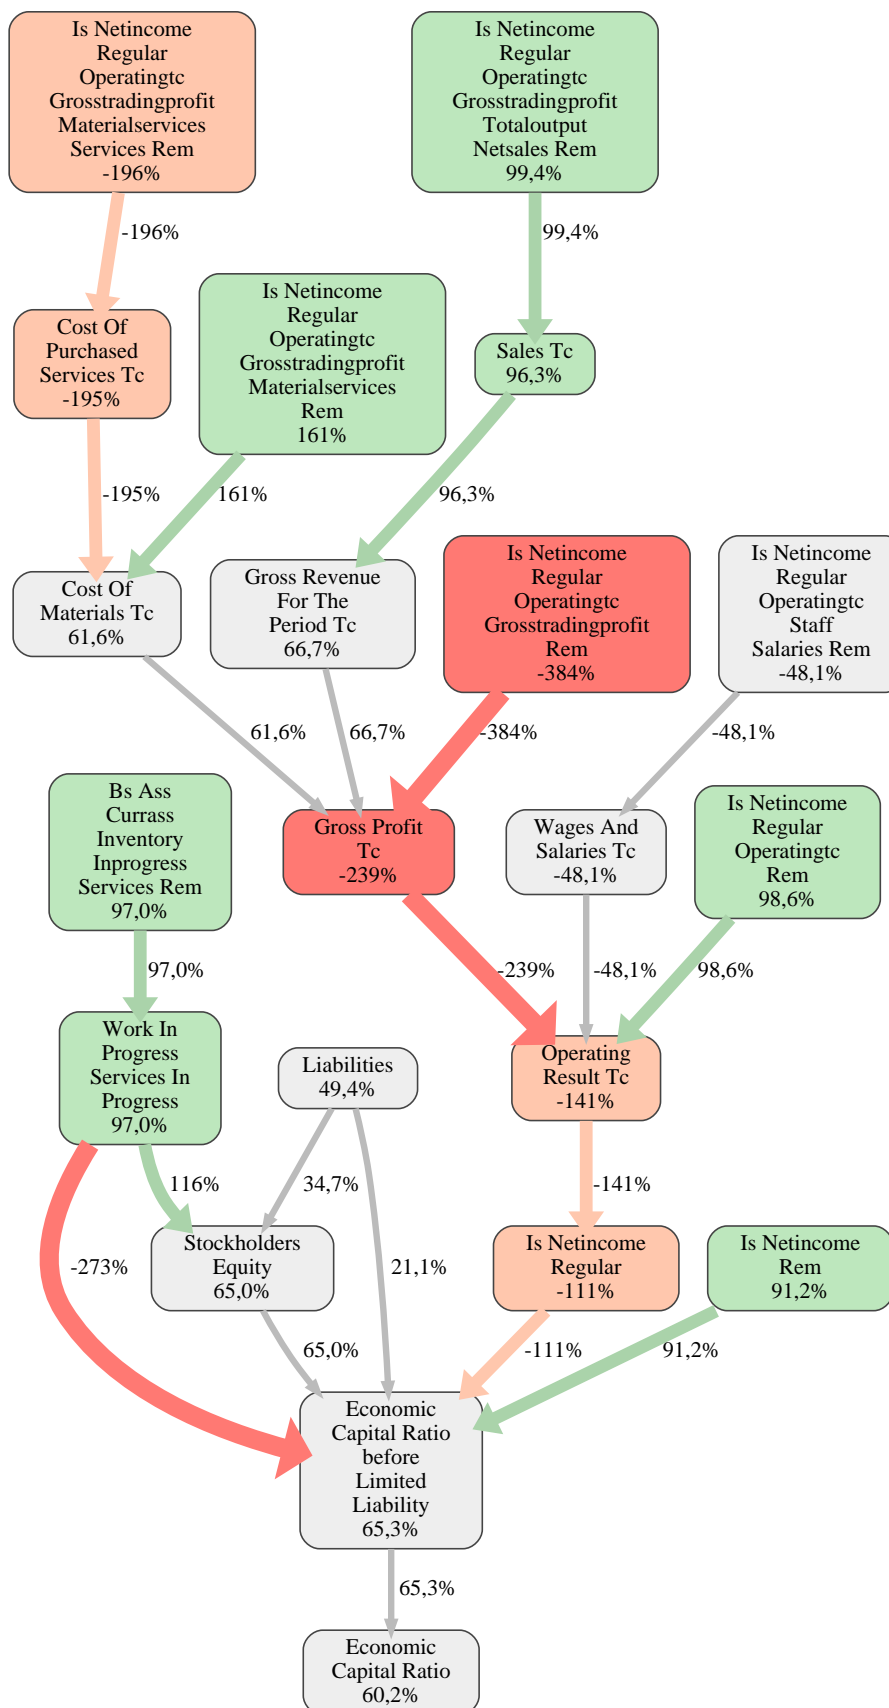 Is Netincome
Regular
Operatingtc
Grosstradingprofit
Materialservices
Services Rem
-196%
Is Netincome
Regular
Operatingtc
Grosstradingprofit
Totaloutput
Netsales Rem
99,4%
-196%
99,4%
Cost Of
Purchased
Services Tc
-195%
Is Netincome
Regular
Operatingtc
Grosstradingprofit
Materialservices
Rem
161%
Sales Tc
96,3%
-195%
161%
96,3%
Cost Of
Materials Tc
61,6%
Gross Revenue
For The
Period Tc
66,7%
Is Netincome
Regular
Operatingtc
Grosstradingprofit
Rem
-384%
Is Netincome
Regular
Operatingtc
Staff
Salaries Rem
-48,1%
61,6%
66,7%
-384%
-48,1%
Bs Ass
Currass
Inventory
Inprogress
Services Rem
97,0%
Gross Profit
Tc
-239%
Wages And
Salaries Tc
-48,1%
Is Netincome
Regular
Operatingtc
Rem
98,6%
97,0%
-239%
-48,1%
98,6%
Work In
Progress
Services In
Progress
97,0%
Liabilities
49,4%
Operating
Result Tc
-141%
116%
34,7%
-141%
-273%
Stockholders
Equity
65,0%
21,1%
Is Netincome
Regular
-111%
Is Netincome
Rem
91,2%
65,0%
-111%
91,2%
Economic
Capital Ratio
before
Limited
Liability
65,3%
65,3%
Economic
Capital Ratio
60,2%